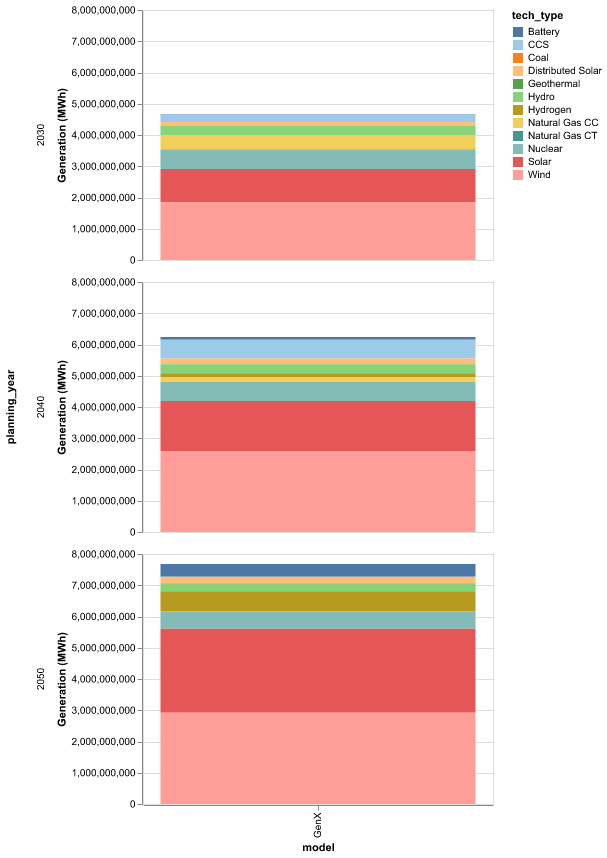 8,000,000,000
7,000,000,000
6,000,000,000
5,000,000,000
4,000,000,000
3,000,000,000
2,000,000,000
1,000,000,000
0
Generation (MWh)
2030
8,000,000,000
7,000,000,000
6,000,000,000
5,000,000,000
4,000,000,000
3,000,000,000
2,000,000,000
1,000,000,000
0
Generation (MWh)
2040
planning_year
8,000,000,000
7,000,000,000
6,000,000,000
5,000,000,000
4,000,000,000
3,000,000,000
2,000,000,000
1,000,000,000
0
Generation (MWh)
2050
GenX
model
tech_type
Battery
CCS
Coal
Distributed Solar
Geothermal
Hydro
Hydrogen
Natural Gas CC
Natural Gas CT
Nuclear
Solar
Wind